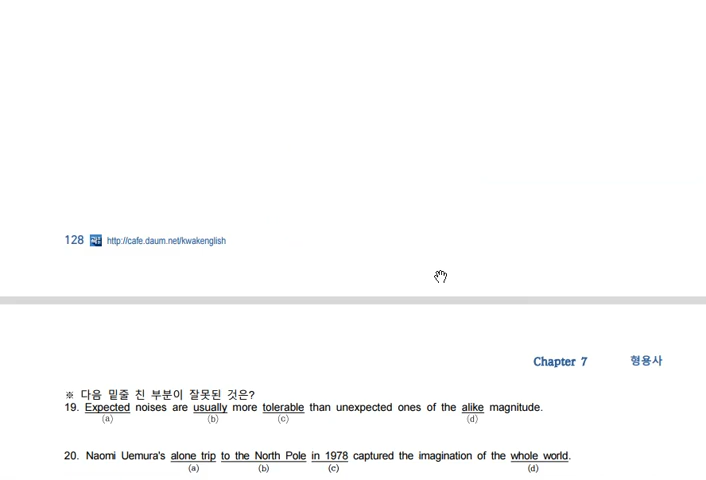 128 http://cafe.daum.net/kwakenglish
Chapter 7 형용사
※ 다음 밑줄 친 부분이 잘못된 것은?
19. Expected noises are usually more tolerable than unexpected ones of the alike magnitude.
(a) (b) (c) (d)
20. Naomi Uemura's alone trip to the North Pole in 1978 captured the imagination of the whole world.
(a) (b) (c) (d)